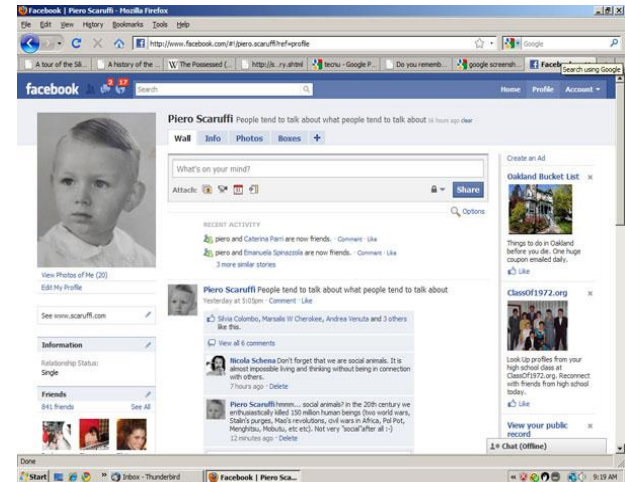 Facebook | Piero Scaruffi - Mozilla Firefox
File Edit View History Bookmarks Tools Help
http://www.facebook.com/#!/piero.scaruffi?ref=profile
Google
A tour of the Sili...
A history of the ...
The Possessed (...
http://s...ry.shtml
tecnu - Google P...
Do you rememb...
google screensh...
Faceb
Search using Google
facebook
2 17
Search
Home Profile Account
Piero Scaruffi People tend to talk about what people tend to talk about 16 hours ago clear
Wall Info Photos Boxes +
What's on your mind?
Attach:
Share
Options
RECENT ACTIVITY
piero and Caterina Parri are now friends. · Comment · Like
piero and Emanuela Spinazzola are now friends. · Comment · Like
3 more similar stories
Piero Scaruffi People tend to talk about what people tend to talk about
Yesterday at 5:05pm · Comment · Like
Silvia Colombo, Marsalis W Cherokee, Andrea Venuta and 3 others
like this.
View all 6 comments
Nicola Schena Don't forget that we are social animals. It is
almost impossible living and thinking without being in connection
with others.
7 hours ago · Delete
Piero Scaruffi hmmm... social animals? in the 20th century we
enthusiastically killed 150 million human beings (two world wars,
Stalin's purges, Mao's revolutions, civil wars in Africa, Pol Pot,
Menghitsu, Mobutu, etc etc). Not very "social" after all :-)
12 minutes ago · Delete
View Photos of Me (20)
Edit My Profile
See www.scaruffi.com
Information
Relationship Status:
Single
Friends
841 friends See All
Create an Ad
Oakland Bucket List
Things to do in Oakland
before you die. One huge
coupon emailed daily.
Like
ClassOf1972.org
Look Up profiles from your
high school class at
ClassOf1972.org. Reconnect
with friends from high school
today.
Like
View your public
record
Chat (Offline)
Done
Start
Inbox - Thunderbird
Facebook | Piero Sca...
9:19 AM